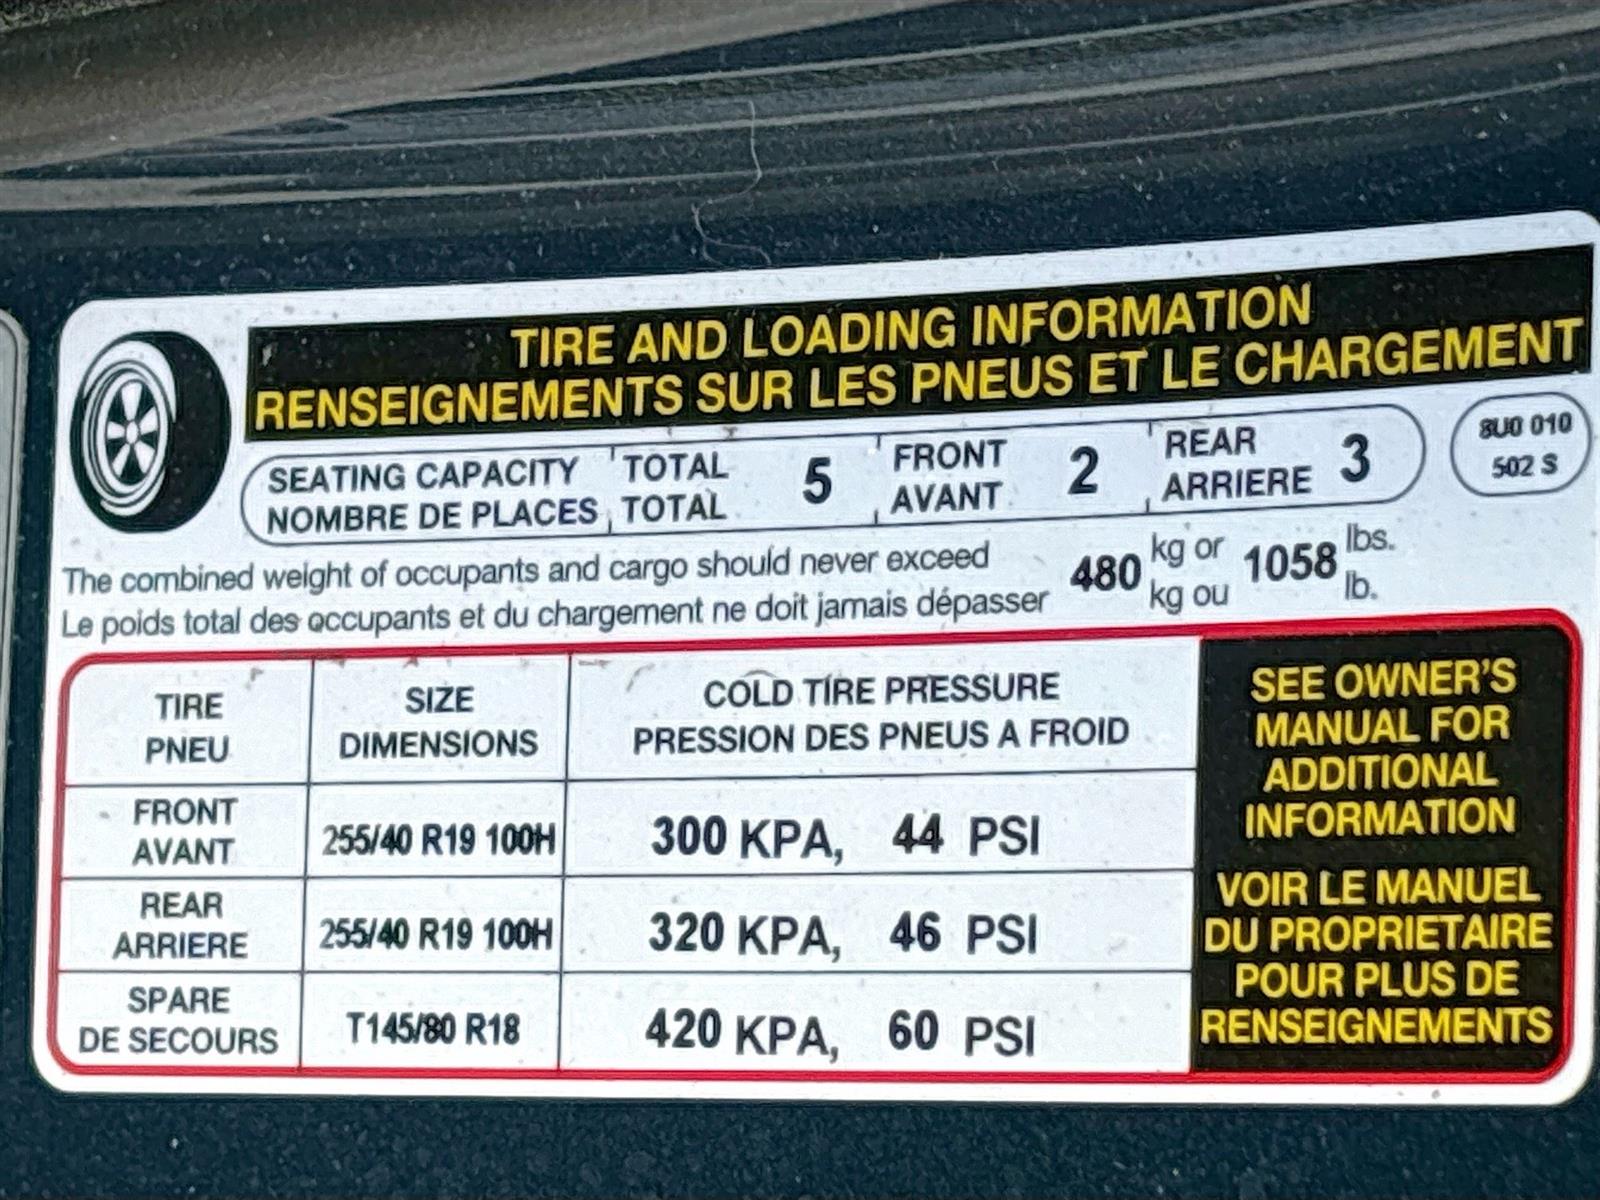 TIRE AND LOADING INFORMATION
RENSEIGNEMENTS SUR LES PNEUS ET LE CHARGEMENT
SEATING CAPACITY TOTAL 5 FRONT 2 REAR 3
NOMBRE DE PLACES TOTAL AVANT ARRIERE
8U0 010
502 S
The combined weight of occupants and cargo should never exceed 480 kg or 1058 lbs.
Le poids total des occupants et du chargement ne doit jamais dépasser kg ou lb.
TIRE SIZE COLD TIRE PRESSURE
PNEU DIMENSIONS PRESSION DES PNEUS A FROID
FRONT
AVANT 255/40 R19 100H 300 KPA, 44 PSI
REAR
ARRIERE 255/40 R19 100H 320 KPA, 46 PSI
SPARE
DE SECOURS T145/80 R18 420 KPA, 60 PSI
SEE OWNER'S
MANUAL FOR
ADDITIONAL
INFORMATION
VOIR LE MANUEL
DU PROPRIETAIRE
POUR PLUS DE
RENSEIGNEMENTS